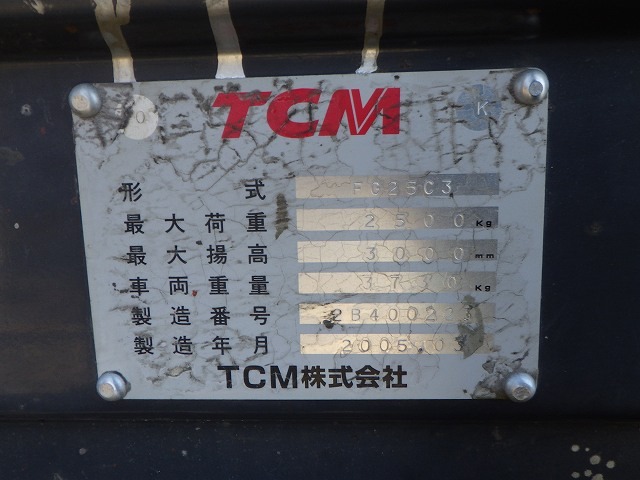 O TCM K
形式 FG25C3
最大荷重 2500 Kg
最大揚高 3000 mm
車両重量 Kg
製造番号
製造年月
TCM株式会社